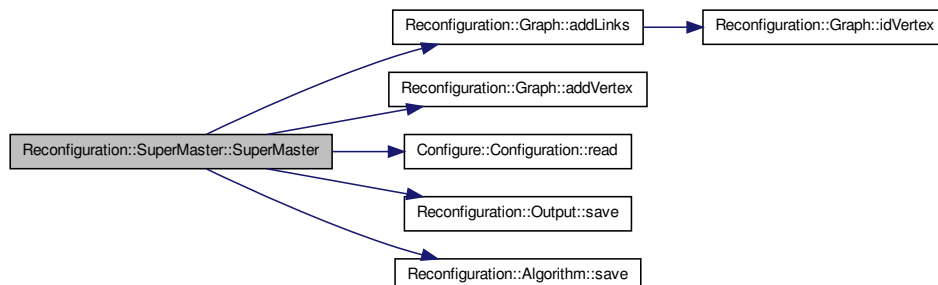 Reconfiguration::Graph::addLinks
Reconfiguration::Graph::idVertex
Reconfiguration::Graph::addVertex
Reconfiguration::SuperMaster::SuperMaster
Configure::Configuration::read
Reconfiguration::Output::save
Reconfiguration::Algorithm::save